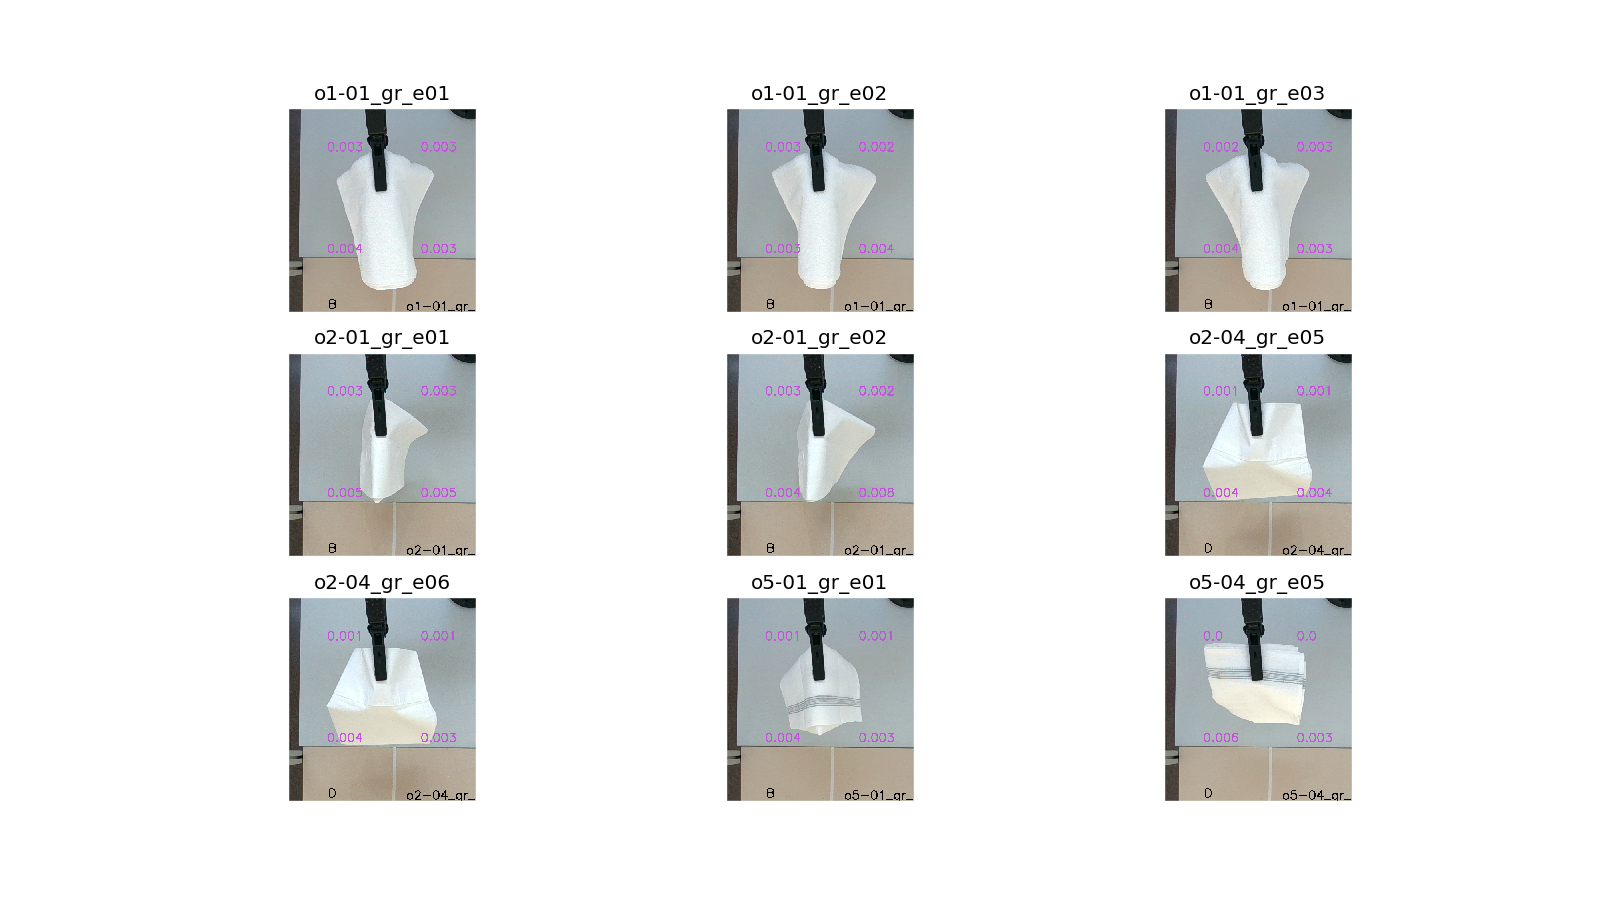 o1-01_gr_e01
0.003 0.003
0.004 0.003
B o1-01_gr_
o1-01_gr_e02
0.003 0.002
0.003 0.004
B o1-01_gr_
o1-01_gr_e03
0.002 0.003
0.004 0.003
B o1-01_gr_
o2-01_gr_e01
0.003 0.003
0.005 0.005
B o2-01_gr_
o2-01_gr_e02
0.003 0.002
0.004 0.008
B o2-01_gr_
o2-04_gr_e05
0.001 0.001
0.004 0.004
D o2-04_gr_
o2-04_gr_e06
0.001 0.001
0.004 0.003
D o2-04_gr_
o5-01_gr_e01
0.001 0.001
0.004 0.003
B o5-01_gr_
o5-04_gr_e05
0.0 0.0
0.006 0.003
D o5-04_gr_